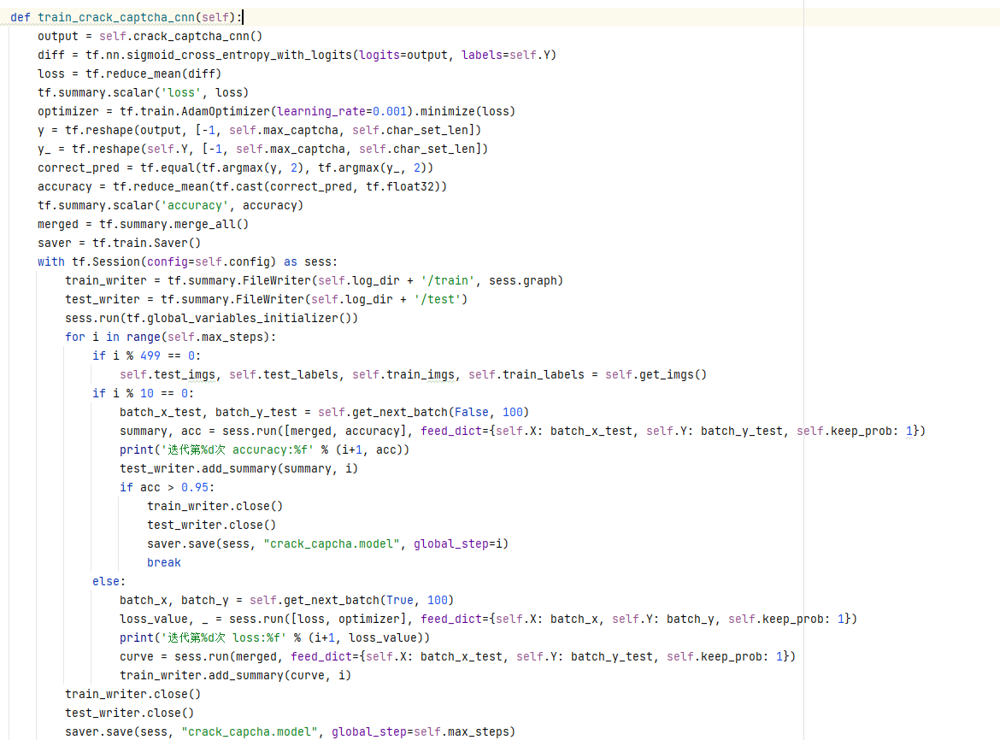 def train_crack_captcha_cnn(self):
    output = self.crack_captcha_cnn()
    diff = tf.nn.sigmoid_cross_entropy_with_logits(logits=output, labels=self.Y)
    loss = tf.reduce_mean(diff)
    tf.summary.scalar('loss', loss)
    optimizer = tf.train.AdamOptimizer(learning_rate=0.001).minimize(loss)
    y = tf.reshape(output, [-1, self.max_captcha, self.char_set_len])
    y_ = tf.reshape(self.Y, [-1, self.max_captcha, self.char_set_len])
    correct_pred = tf.equal(tf.argmax(y, 2), tf.argmax(y_, 2))
    accuracy = tf.reduce_mean(tf.cast(correct_pred, tf.float32))
    tf.summary.scalar('accuracy', accuracy)
    merged = tf.summary.merge_all()
    saver = tf.train.Saver()
    with tf.Session(config=self.config) as sess:
        train_writer = tf.summary.FileWriter(self.log_dir + '/train', sess.graph)
        test_writer = tf.summary.FileWriter(self.log_dir + '/test')
        sess.run(tf.global_variables_initializer())
        for i in range(self.max_steps):
            if i % 499 == 0:
                self.test_imgs, self.test_labels, self.train_imgs, self.train_labels = self.get_imgs()
            if i % 10 == 0:
                batch_x_test, batch_y_test = self.get_next_batch(False, 100)
                summary, acc = sess.run([merged, accuracy], feed_dict={self.X: batch_x_test, self.Y: batch_y_test, self.keep_prob: 1})
                print('迭代第%d次 accuracy:%f' % (i+1, acc))
                test_writer.add_summary(summary, i)
                if acc > 0.95:
                    train_writer.close()
                    test_writer.close()
                    saver.save(sess, "crack_capcha.model", global_step=i)
                    break
            else:
                batch_x, batch_y = self.get_next_batch(True, 100)
                loss_value, _ = sess.run([loss, optimizer], feed_dict={self.X: batch_x, self.Y: batch_y, self.keep_prob: 1})
                print('迭代第%d次 loss:%f' % (i+1, loss_value))
                curve = sess.run(merged, feed_dict={self.X: batch_x_test, self.Y: batch_y_test, self.keep_prob: 1})
                train_writer.add_summary(curve, i)
        train_writer.close()
        test_writer.close()
        saver.save(sess, "crack_capcha.model", global_step=self.max_steps)